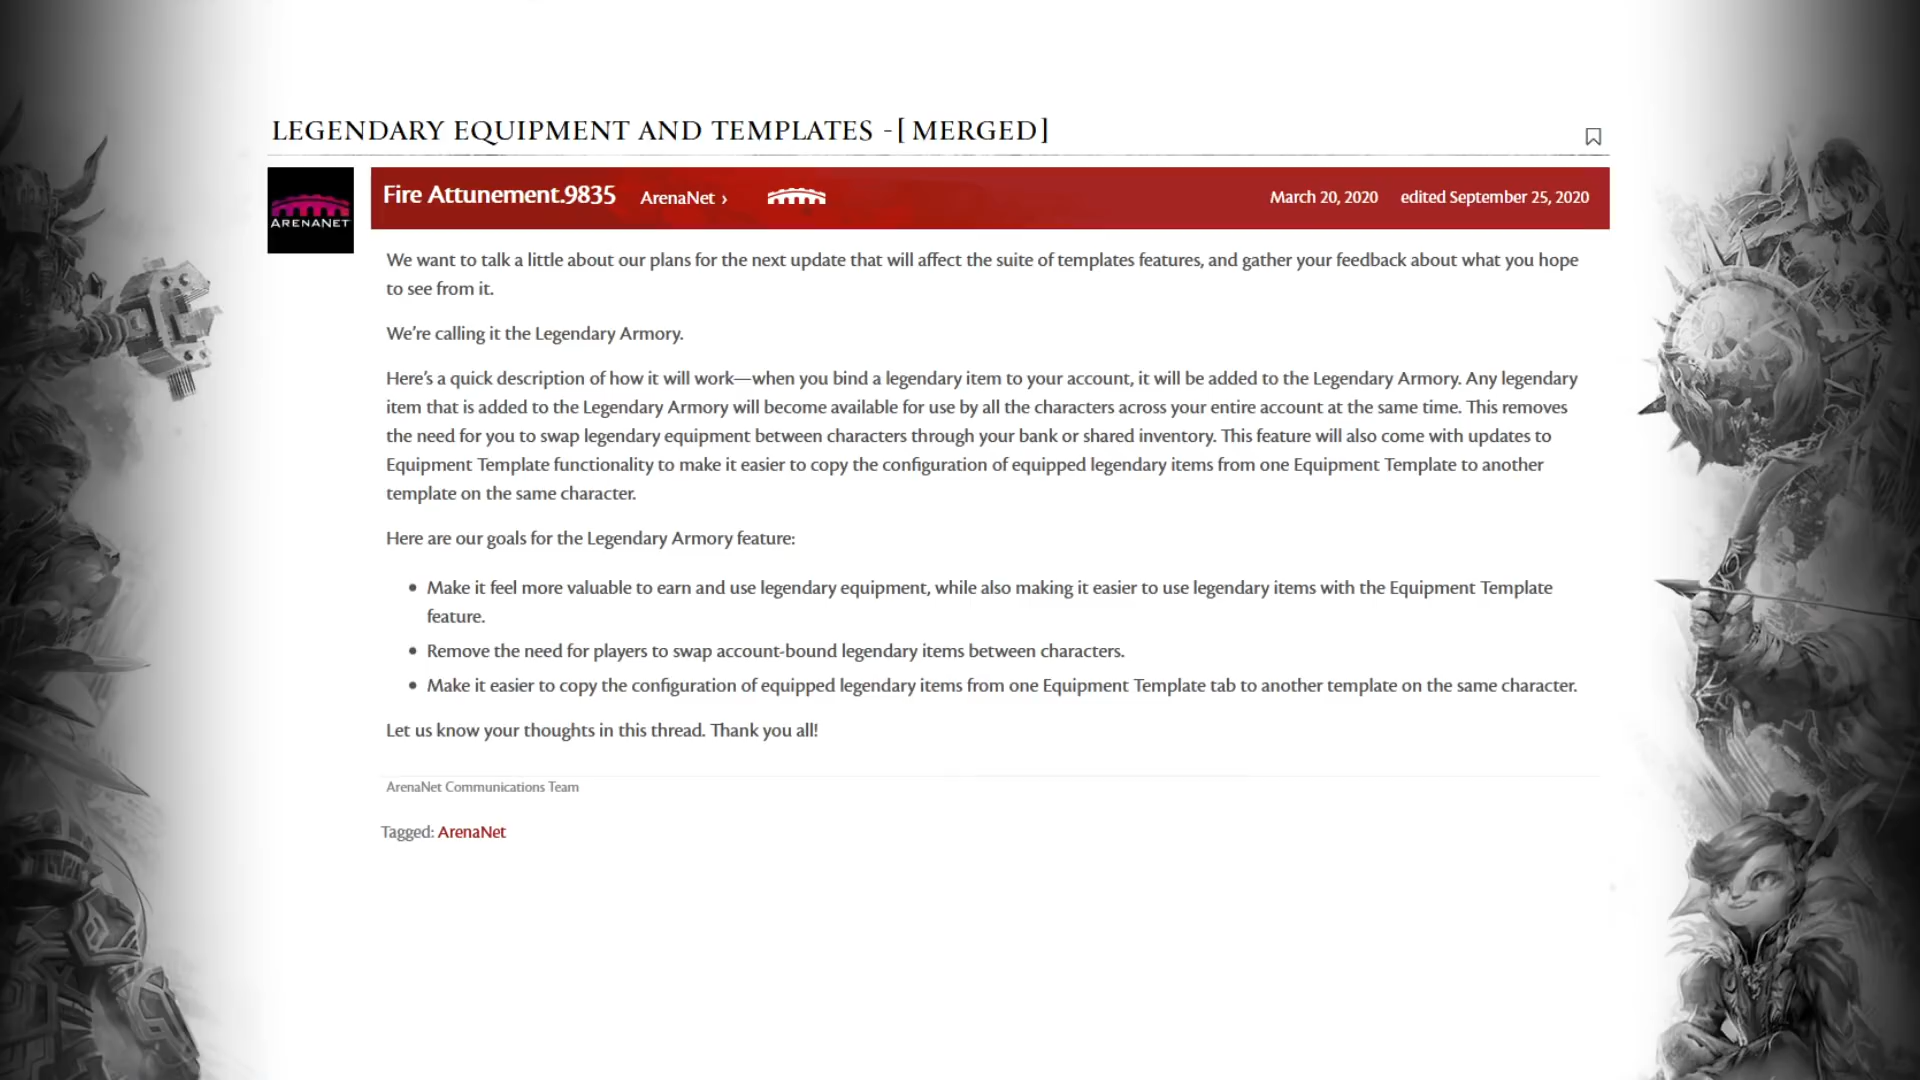 LEGENDARY EQUIPMENT AND TEMPLATES -[ MERGED]
ARENANET
Fire Attunement.9835 ArenaNet › March 20, 2020 edited September 25, 2020
We want to talk a little about our plans for the next update that will affect the suite of templates features, and gather your feedback about what you hope
to see from it.
We're calling it the Legendary Armory.
Here's a quick description of how it will work—when you bind a legendary item to your account, it will be added to the Legendary Armory. Any legendary
item that is added to the Legendary Armory will become available for use by all the characters across your entire account at the same time. This removes
the need for you to swap legendary equipment between characters through your bank or shared inventory. This feature will also come with updates to
Equipment Template functionality to make it easier to copy the configuration of equipped legendary items from one Equipment Template to another
template on the same character.
Here are our goals for the Legendary Armory feature:
• Make it feel more valuable to earn and use legendary equipment, while also making it easier to use legendary items with the Equipment Template
feature.
• Remove the need for players to swap account-bound legendary items between characters.
• Make it easier to copy the configuration of equipped legendary items from one Equipment Template tab to another template on the same character.
Let us know your thoughts in this thread. Thank you all!
ArenaNet Communications Team
Tagged: ArenaNet